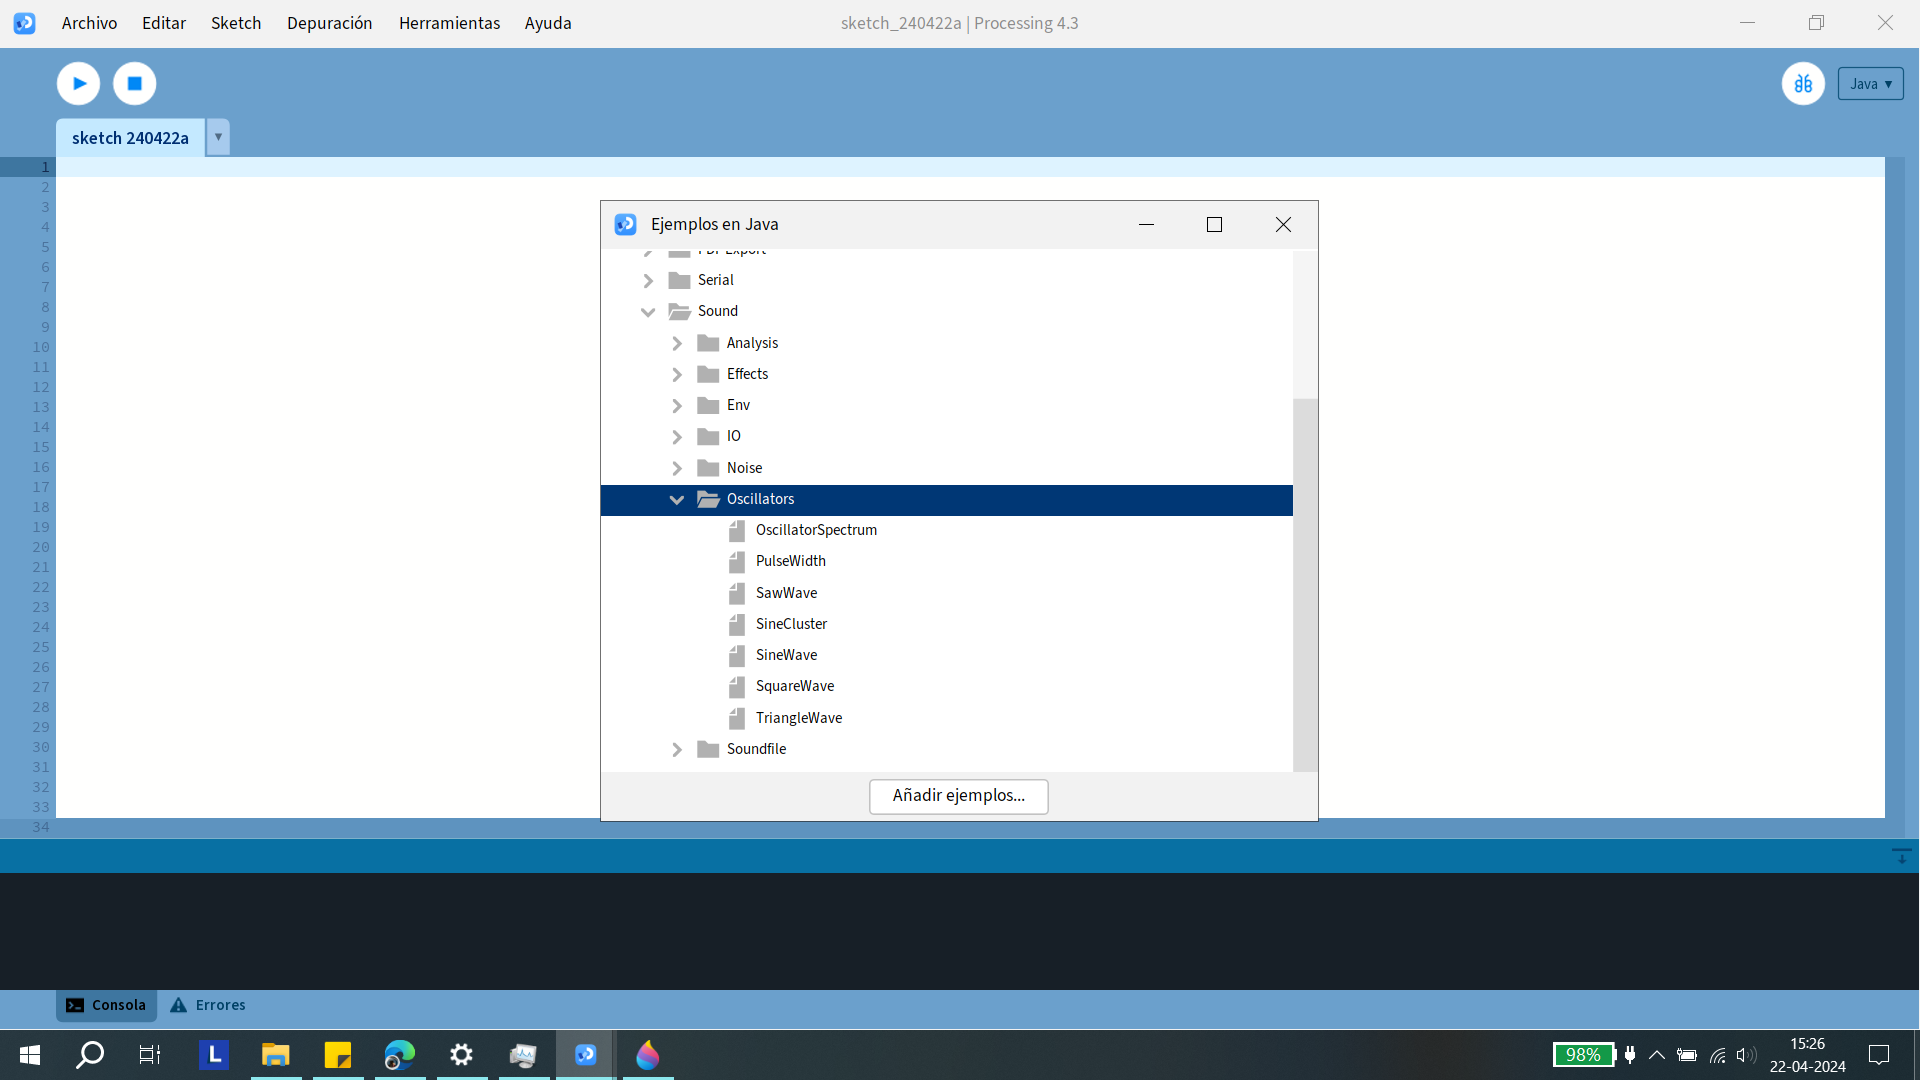 Archivo Editar Sketch Depuración Herramientas Ayuda sketch_240422a | Processing 4.3
Java ▾
sketch 240422a ▾
1
2
3
4
5
6
7
8
9
10
11
12
13
14
15
16
17
18
19
20
21
22
23
24
25
26
27
28
29
30
31
32
33
34
Ejemplos en Java
PDF Export
Serial
Sound
Analysis
Effects
Env
IO
Noise
Oscillators
OscillatorSpectrum
PulseWidth
SawWave
SineCluster
SineWave
SquareWave
TriangleWave
Soundfile
Añadir ejemplos...
Consola Errores
L
98%
15:26
22-04-2024